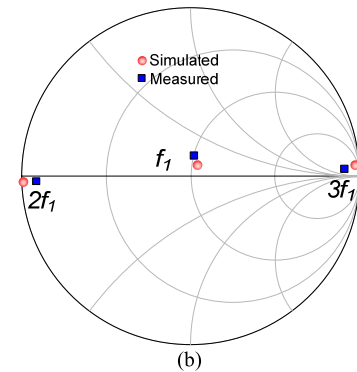 Simulated
Measured
f₁
3f₁
2f₁
(b)